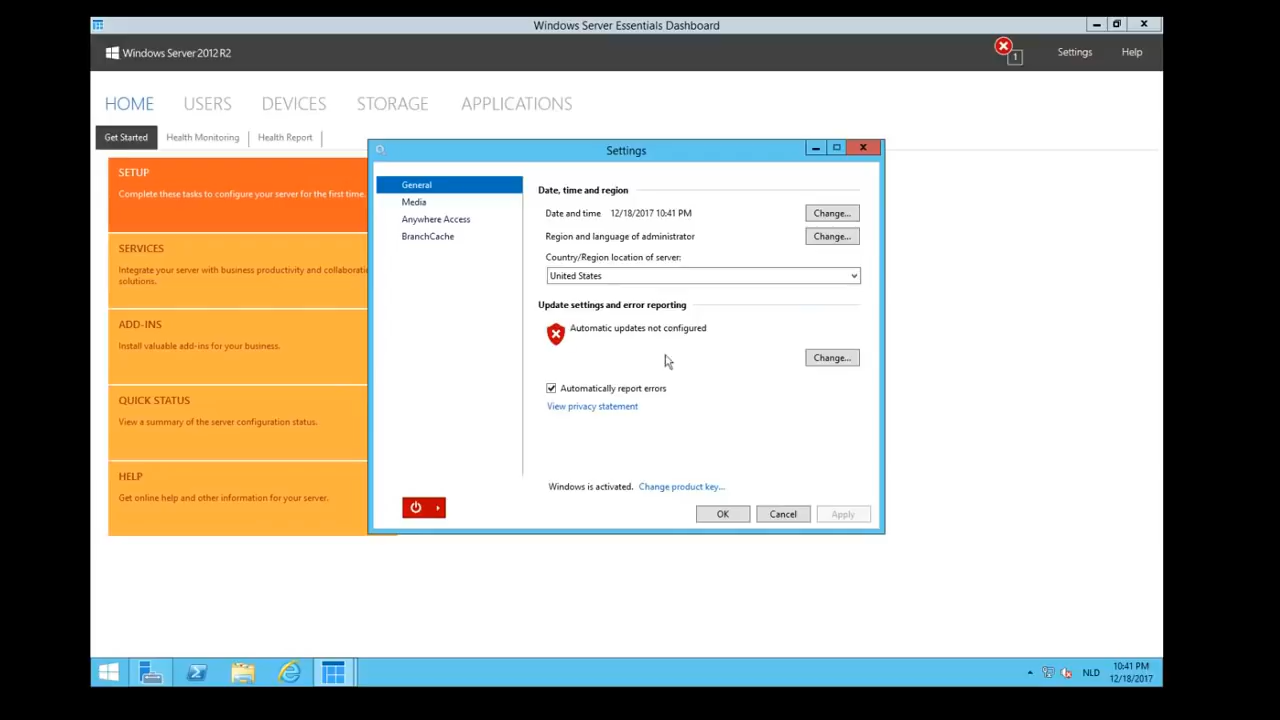 Windows Server Essentials Dashboard
Windows Server 2012 R2
1
Settings
Help
HOME
USERS
DEVICES
STORAGE
APPLICATIONS
Get Started
Health Monitoring
Health Report
SETUP
Complete these tasks to configure your server for the first time.
SERVICES
Integrate your server with business productivity and collaboratio
solutions.
ADD-INS
Install valuable add-ins for your business.
QUICK STATUS
View a summary of the server configuration status.
HELP
Get online help and other information for your server.
Settings
General
Media
Anywhere Access
BranchCache
Date, time and region
Date and time 12/18/2017 10:41 PM
Change...
Region and language of administrator
Change...
Country/Region location of server:
United States
Update settings and error reporting
Automatic updates not configured
Change...
Automatically report errors
View privacy statement
Windows is activated. Change product key...
OK
Cancel
Apply
NLD
10:41 PM
12/18/2017